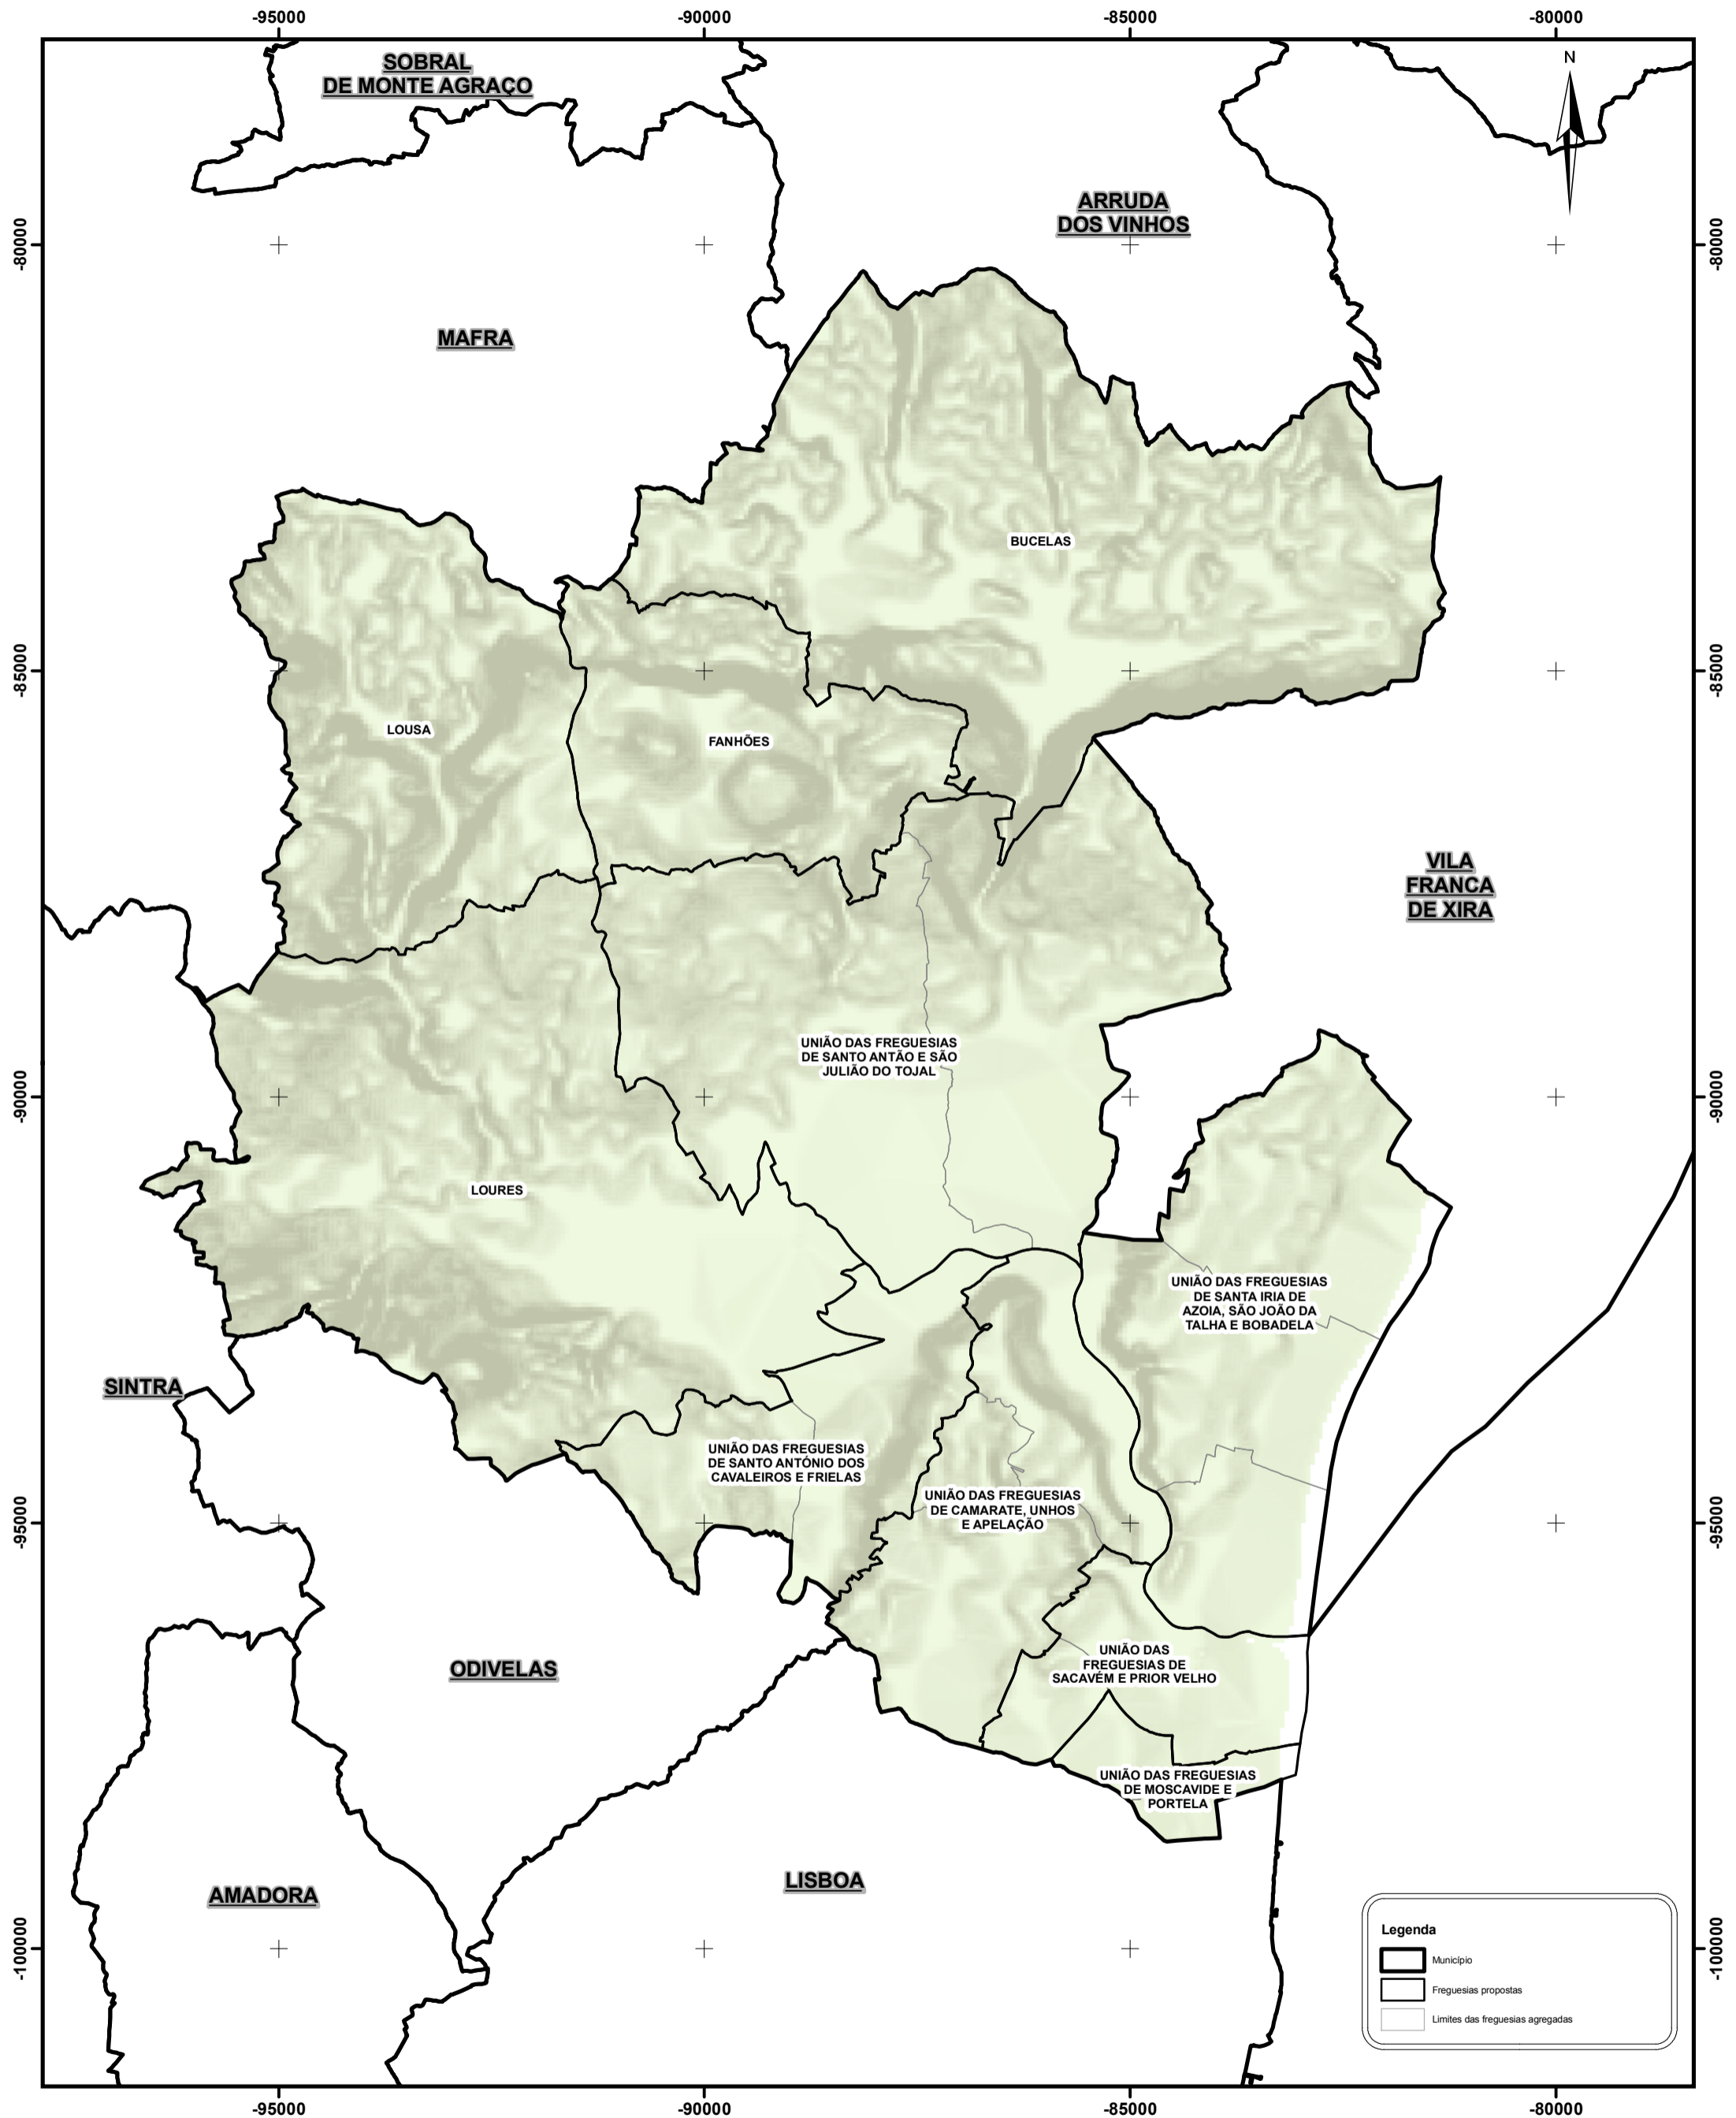 -95000
-90000
-85000
-80000
N
SOBRAL
DE MONTE AGRAÇO
ARRUDA
DOS VINHOS
-80000
-80000
MAFRA
BUCELAS
-85000
-85000
LOUSA
FANHÕES
VILA
FRANCA
DE XIRA
UNIÃO DAS FREGUESIAS
DE SANTO ANTÃO E SÃO
JULIÃO DO TOJAL
-90000
-90000
LOURES
UNIÃO DAS FREGUESIAS
DE SANTA IRIA DE
AZOIA, SÃO JOÃO DA
TALHA E BOBADELA
SINTRA
UNIÃO DAS FREGUESIAS
DE SANTO ANTÓNIO DOS
CAVALEIROS E FRIELAS
UNIÃO DAS FREGUESIAS
DE CAMARATE, UNHOS
E APELAÇÃO
-95000
-95000
UNIÃO DAS
FREGUESIAS DE
SACAVÉM E PRIOR VELHO
ODIVELAS
UNIÃO DAS FREGUESIAS
DE MOSCAVIDE E
PORTELA
LISBOA
AMADORA
-100000
-100000
Legenda
Município
Freguesias propostas
Limites das freguesias agregadas
-95000
-90000
-85000
-80000